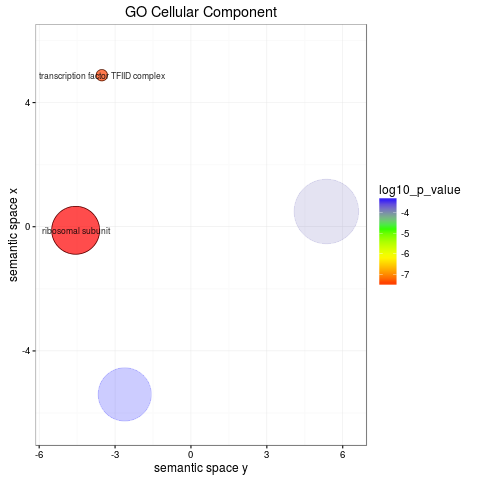 GO Cellular Component
transcription factor TFIID complex
ribosomal subunit
semantic space x
4
0
-4
-6
-3
0
3
6
semantic space y
log10_p_value
-4
-5
-6
-7